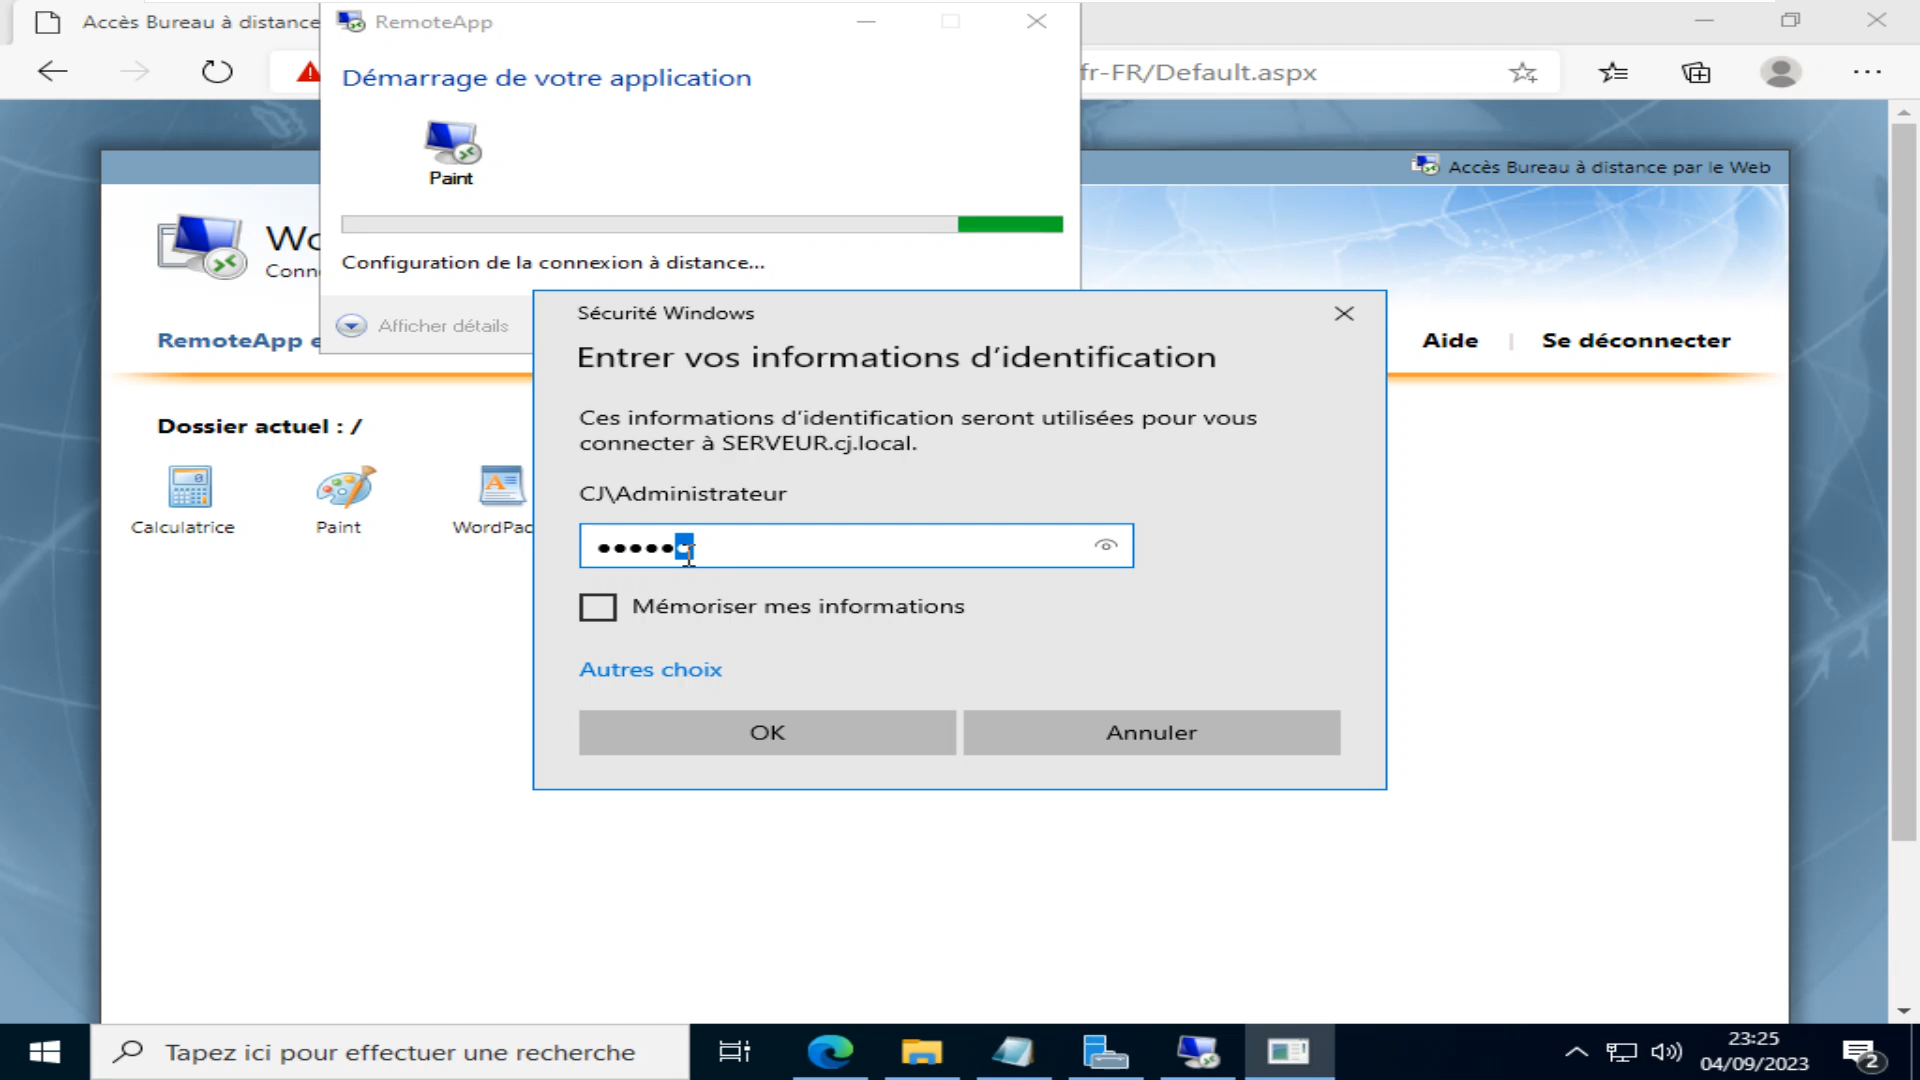 Accès Bureau à distance
RemoteApp
fr-FR/Default.aspx
Démarrage de votre application
Paint
Configuration de la connexion à distance...
Afficher détails
Accès Bureau à distance par le Web
Conn
RemoteApp e
Aide
Se déconnecter
Dossier actuel : /
Calculatrice
Paint
WordPad
Sécurité Windows
Entrer vos informations d'identification
Ces informations d'identification seront utilisées pour vous
connecter à SERVEUR.cj.local.
CJ\Administrateur
Mémoriser mes informations
Autres choix
OK
Annuler
Tapez ici pour effectuer une recherche
23:25
04/09/2023
2